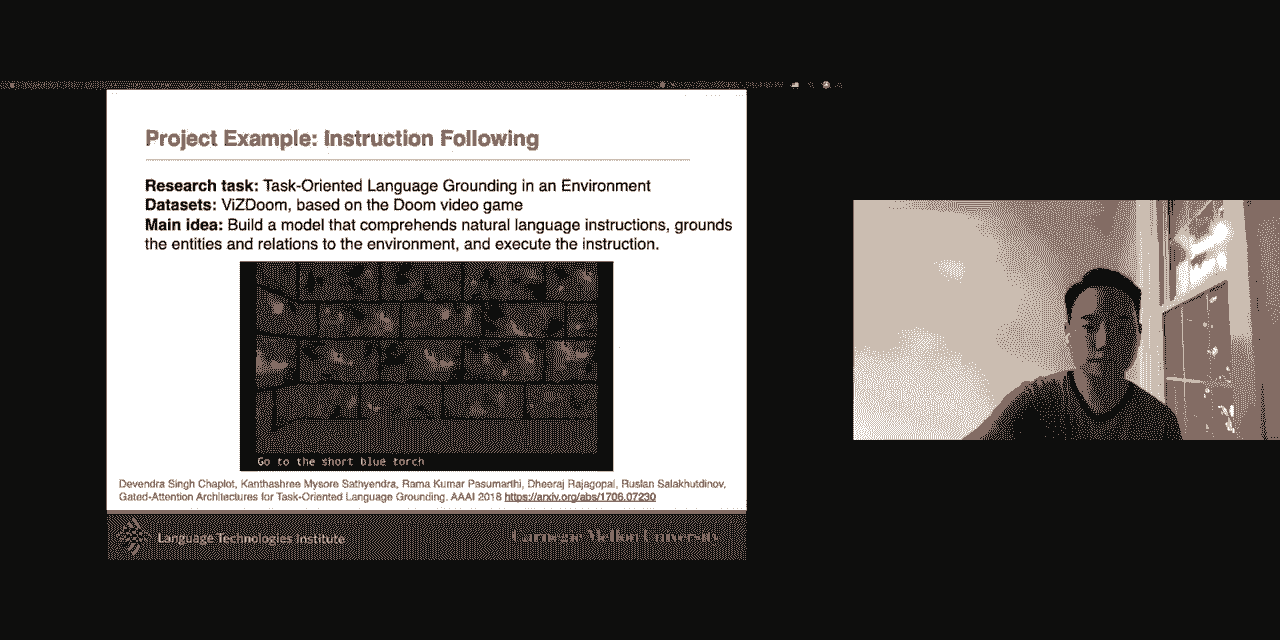 Project Example: Instruction Following
Research task: Task-Oriented Language Grounding in an Environment
Datasets: ViZDoom, based on the Doom video game
Main idea: Build a model that comprehends natural language instructions, grounds
the entities and relations to the environment, and execute the instruction.
Go to the short blue torch
Devendra Singh Chaplot, Kanthashree Mysore Sathyendra, Rama Kumar Pasumarthi, Dheeraj Rajagopal, Ruslan Salakhutdinov,
Gated-Attention Architectures for Task-Oriented Language Grounding. AAAI 2018 https://arxiv.org/abs/1706.07230
Language Technologies Institute
Carnegie Mellon University